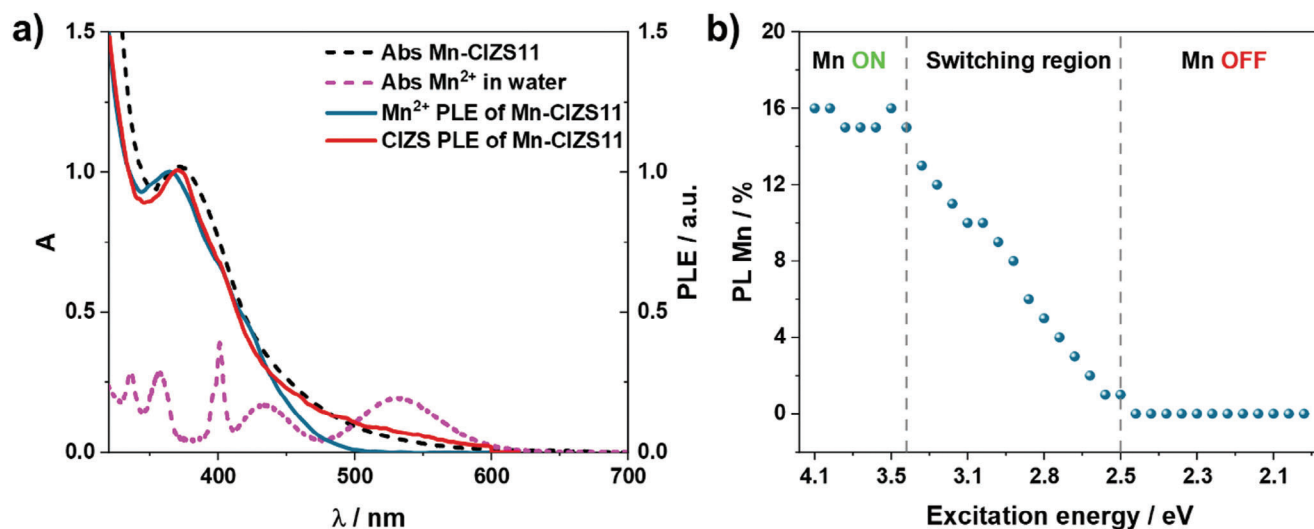 a)
1.5
1.0
0.5
0.0
A
400
500
600
700
λ / nm
1.5
1.0
0.5
0.0
PLE / a.u.
Abs Mn-CIZS11
Abs Mn²⁺ in water
Mn²⁺ PLE of Mn-CIZS11
CIZS PLE of Mn-CIZS11
b)
20
16
12
8
4
0
PL Mn / %
Mn ON
Switching region
Mn OFF
4.1
3.5
3.1
2.8
2.5
2.3
2.1
Excitation energy / eV